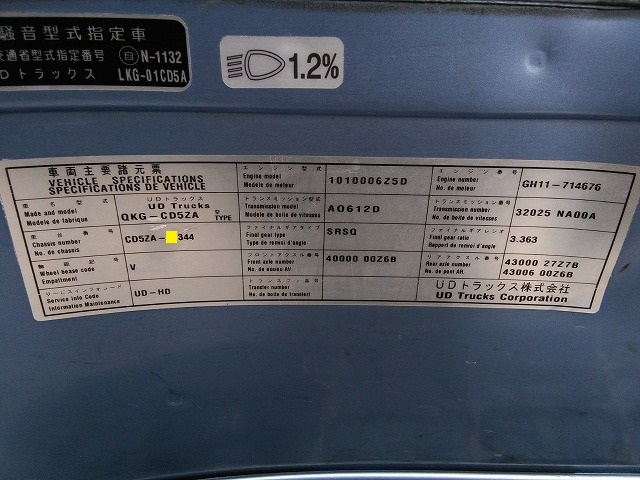 騒音型式指定車
交通省型式指定番号 自 N-1132
UDトラックス LKG-01CD5A
1.2%
車両主要諸元票
VEHICLE SPECIFICATIONS
SPECIFICATIONS DE VEHICLE
車名型式
Made and model
Modele de fabrique
UDトラックス
UD Trucks
QKG-CD5ZA 型 TYPE
車台番号
Chassis number
No. de chassis
CD5ZA- 344
軸距記号
Wheel bease code
Empattement
V
サービスインフォコード
Service info Code
Information Maintenance
UD-HD
エンジン型式
Engine model
Modele de moteur
1010006Z5D
トランスミッション型式
Transmission model
Modele de boite de vitesses
AO612D
ファイナルギアタイプ
Final gear type
Type de renvoi d'angle
SRSQ
フロントアクスル番号
Front axle number
No. de essieu AV
40000 00Z6B
トランスファ番号
Transfer number
No. de boite de transferi
エンジン番号
Engine number
No. de moteur
GH11-714676
トランスミッション番号
Transmission number
No de boite de vitesses
32025 NA00A
ファイナルギアレシオ
Final gear ratio
Rapport de renvoi d'angle
3.363
リアアクスル番号
Rear axle number
No. de pont AR.
43000 27Z7B
43006 00Z6B
UDトラックス株式会社
UD Trucks Corporation